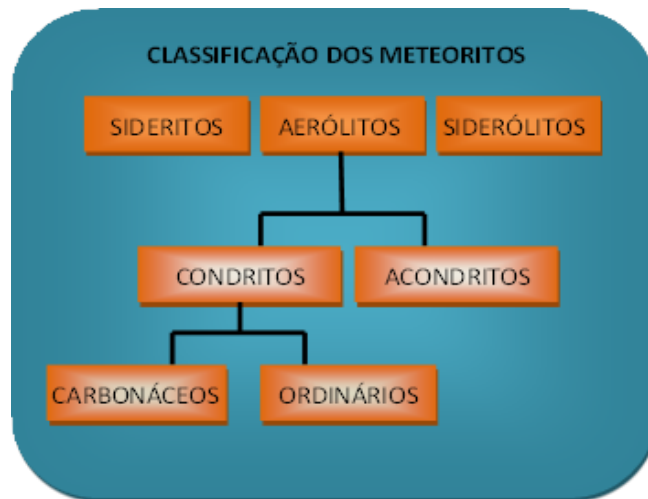 CLASSIFICAÇÃO DOS METEORITOS
SIDERITOS
AERÓLITOS
SIDERÓLITOS
CONDRITOS
ACONDRITOS
CARBONÁCEOS
ORDINÁRIOS